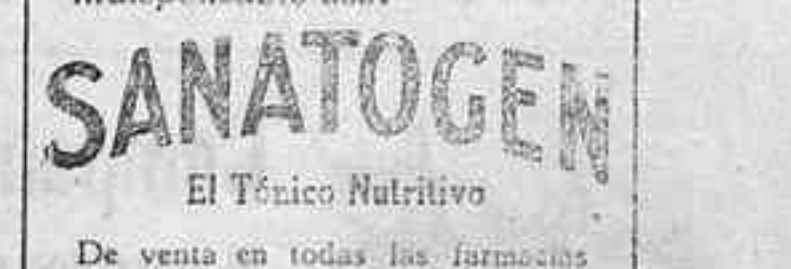 SANATOGEN
El Tónico Nutritivo
De venta en todas las farmacias